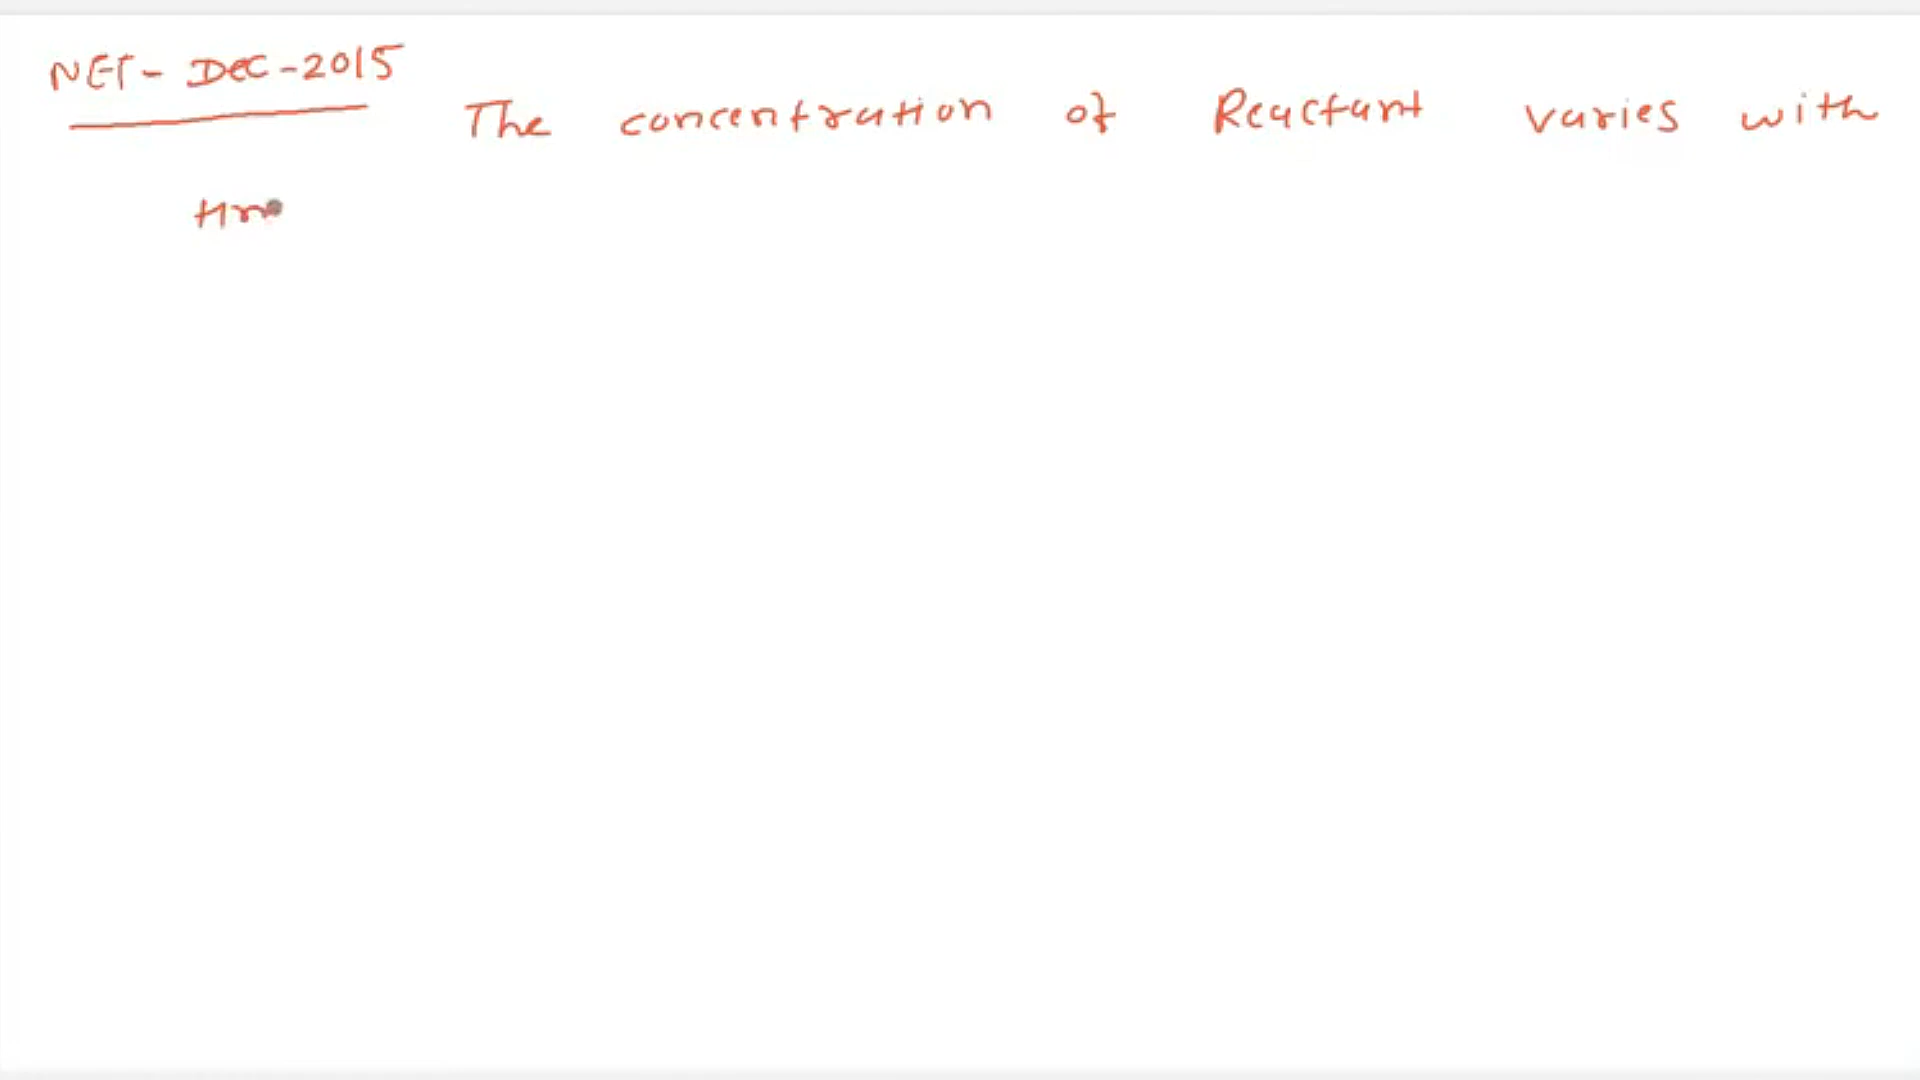 NET - DEC - 2015
The concentration of Reactant varies with